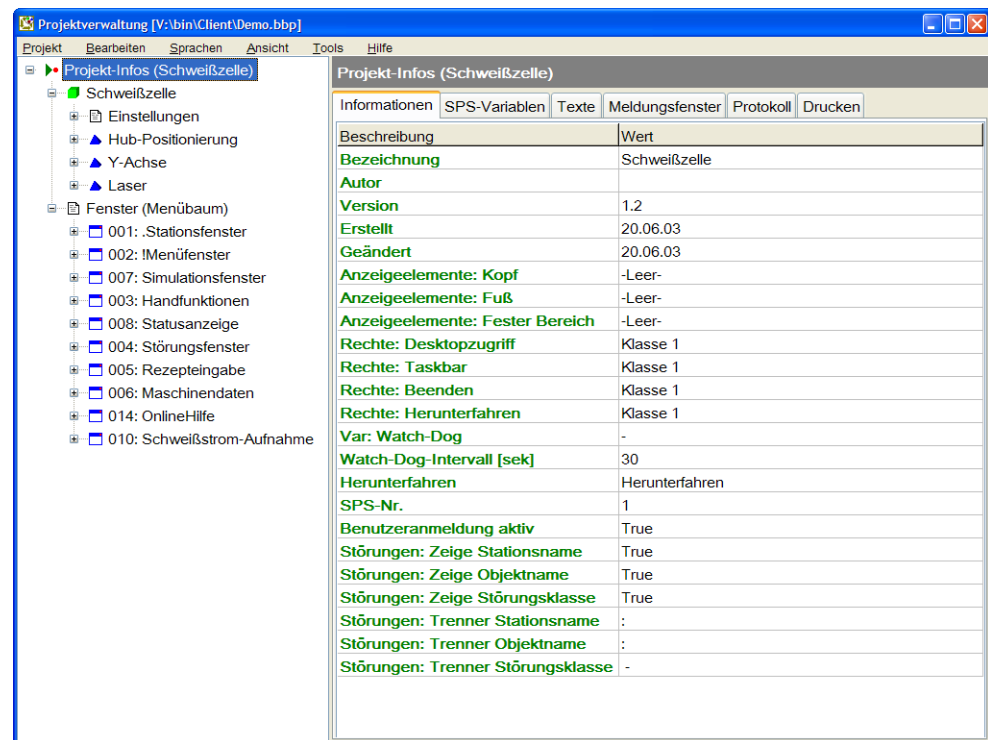 Projektverwaltung [V:\bin\Client\Demo.bbp]
Projekt Bearbeiten Sprachen Ansicht Tools Hilfe
Projekt-Infos (Schweißzelle)
Schweißzelle
Einstellungen
Hub-Positionierung
Y-Achse
Laser
Fenster (Menübaum)
001: .Stationsfenster
002: !Menüfenster
007: Simulationsfenster
003: Handfunktionen
008: Statusanzeige
004: Störungsfenster
005: Rezepteingabe
006: Maschinendaten
014: OnlineHilfe
010: Schweißstrom-Aufnahme
Projekt-Infos (Schweißzelle)
Informationen SPS-Variablen Texte Meldungsfenster Protokoll Drucken
Beschreibung Wert
Bezeichnung Schweißzelle
Autor
Version 1.2
Erstellt 20.06.03
Geändert 20.06.03
Anzeigeelemente: Kopf -Leer-
Anzeigeelemente: Fuß -Leer-
Anzeigeelemente: Fester Bereich -Leer-
Rechte: Desktopzugriff Klasse 1
Rechte: Taskbar Klasse 1
Rechte: Beenden Klasse 1
Rechte: Herunterfahren Klasse 1
Var: Watch-Dog -
Watch-Dog-Intervall [sek] 30
Herunterfahren Herunterfahren
SPS-Nr. 1
Benutzeranmeldung aktiv True
Störungen: Zeige Stationsname True
Störungen: Zeige Objektname True
Störungen: Zeige Störungsklasse True
Störungen: Trenner Stationsname :
Störungen: Trenner Objektname :
Störungen: Trenner Störungsklasse -